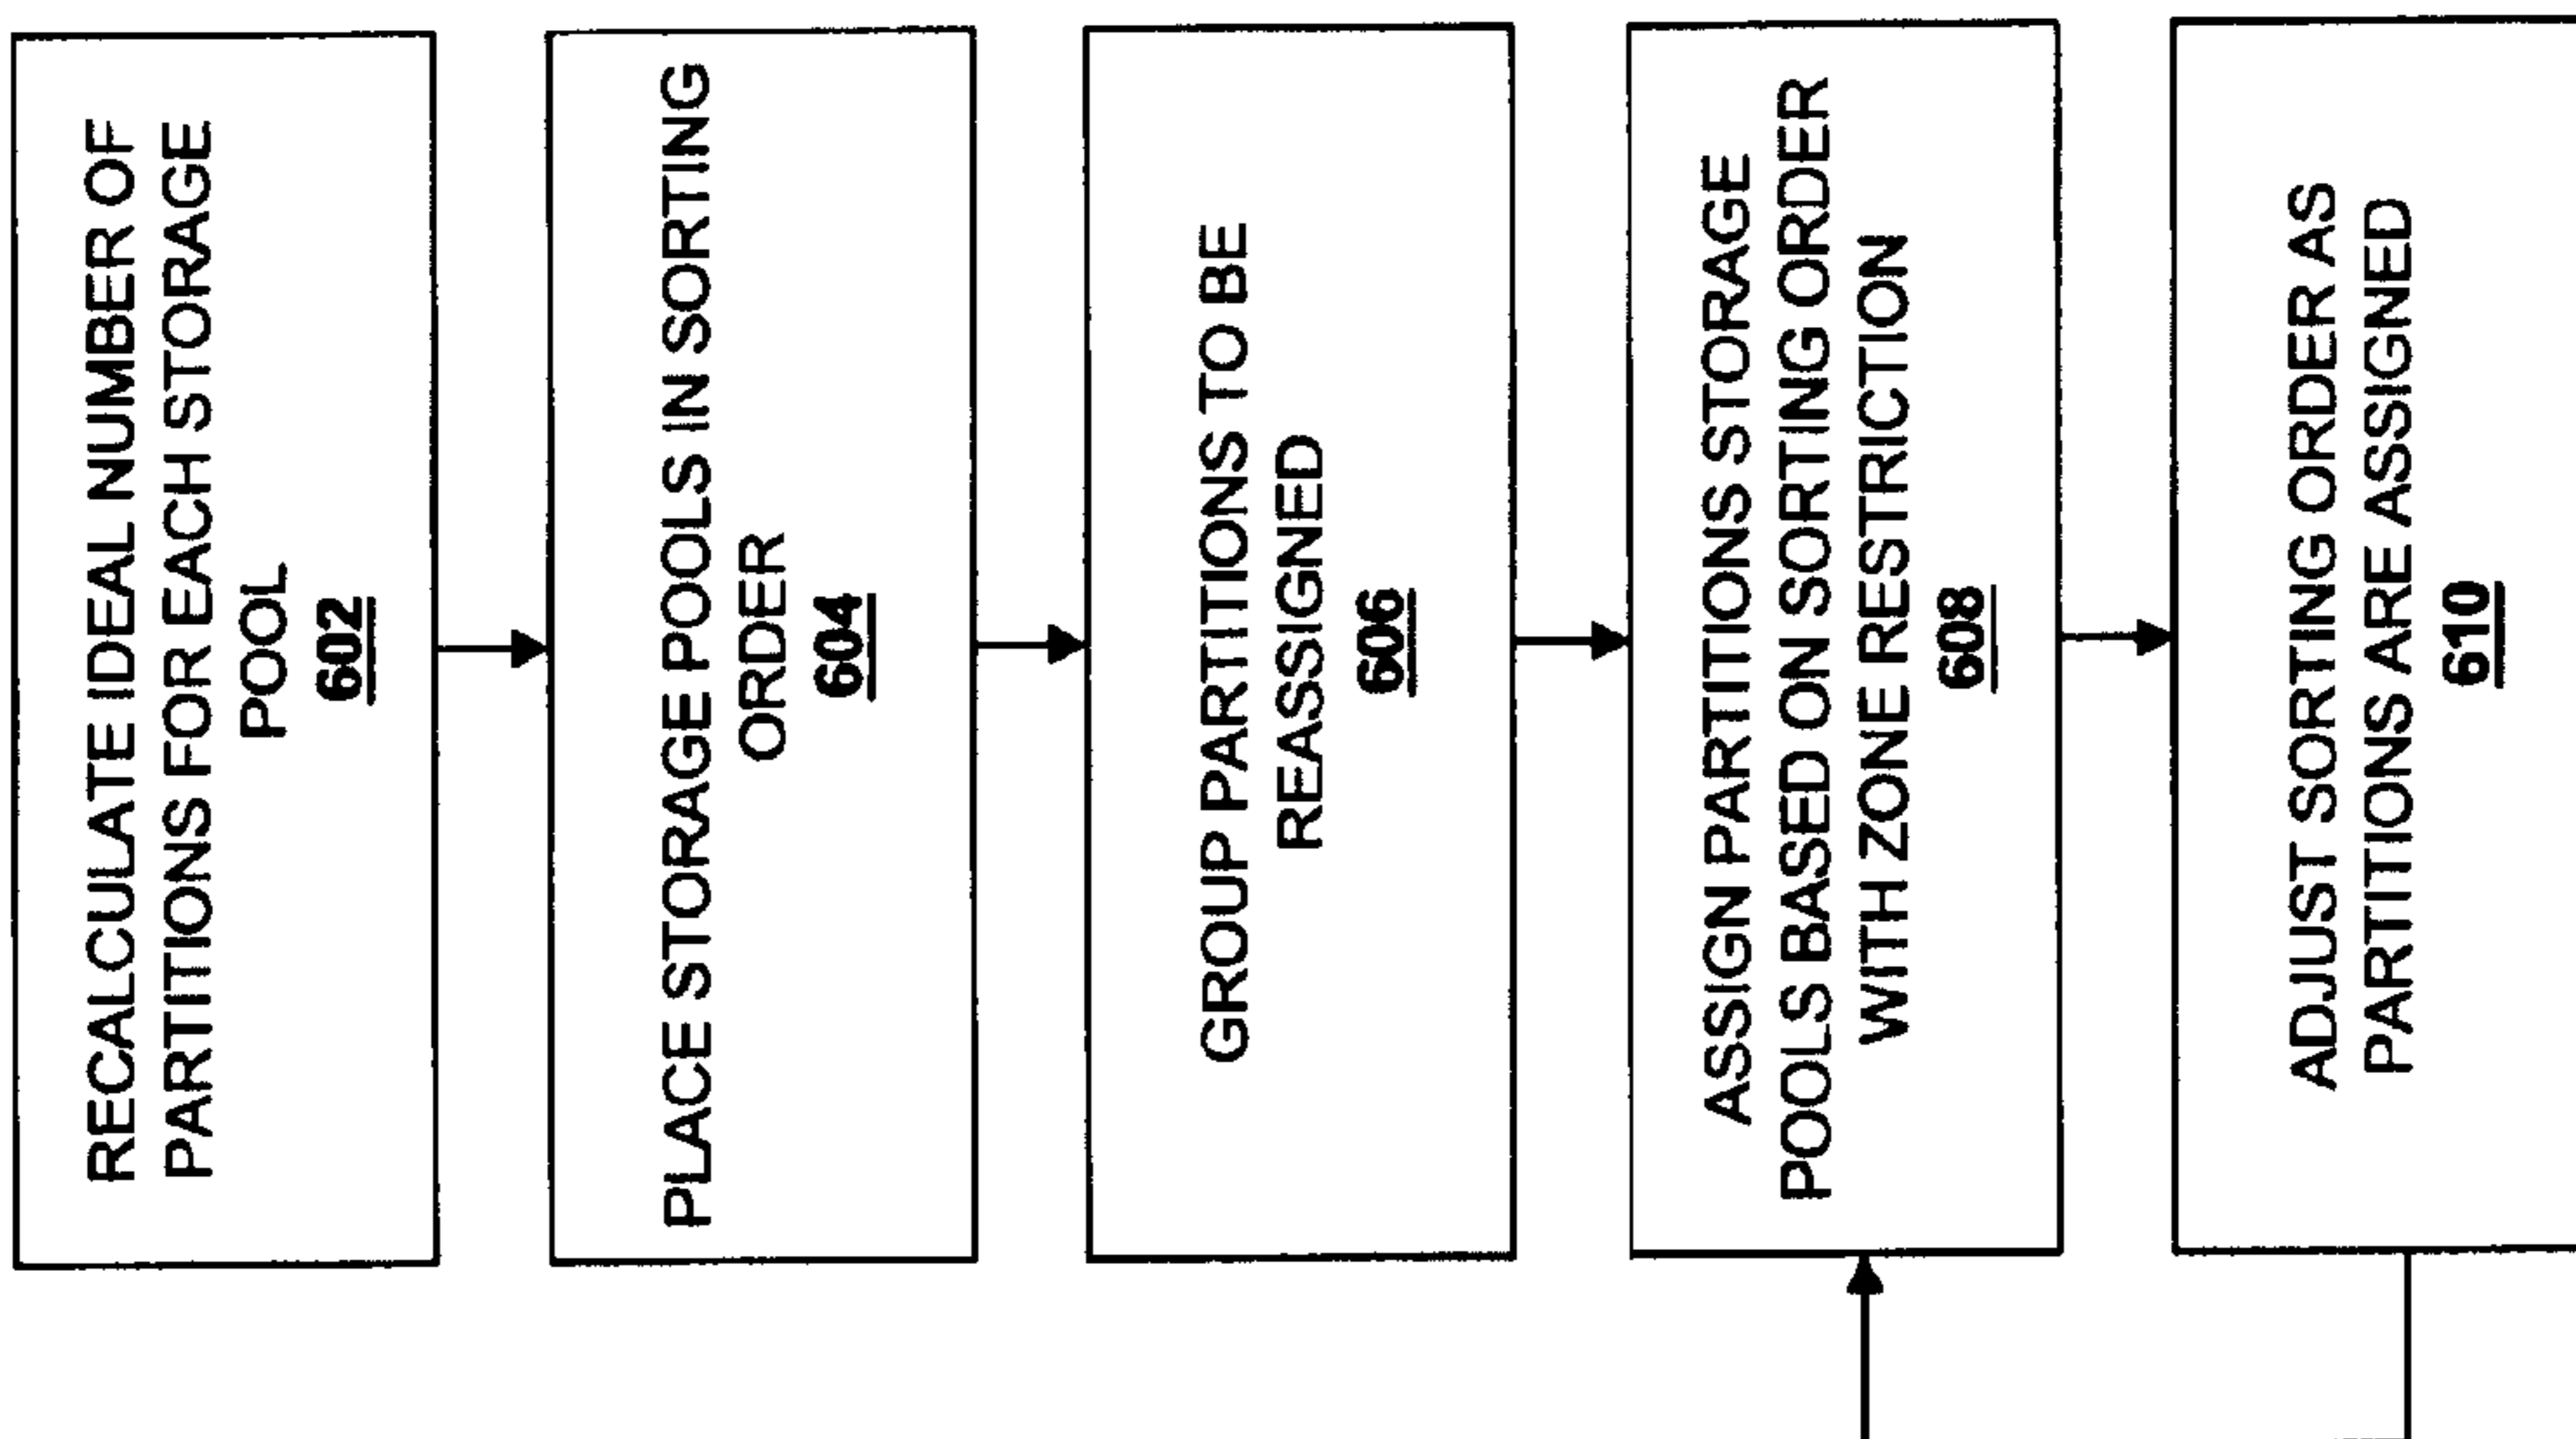 RECALCULATE IDEAL NUMBER OF
PARTITIONS FOR EACH STORAGE
POOL
602
PLACE STORAGE POOLS IN SORTING
ORDER
604
GROUP PARTITIONS TO BE
REASSIGNED
606
ASSIGN PARTITIONS STORAGE
POOLS BASED ON SORTING ORDER
WITH ZONE RESTRICTION
608
ADJUST SORTING ORDER AS
PARTITIONS ARE ASSIGNED
610